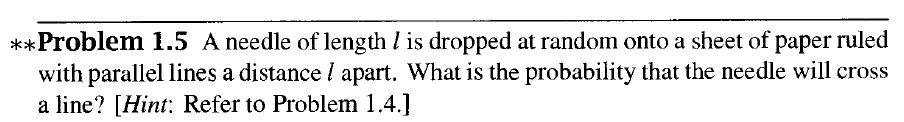 **Problem 1.5 A needle of length l is dropped at random onto a sheet of paper ruled
with parallel lines a distance l apart. What is the probability that the needle will cross
a line? [Hint: Refer to Problem 1.4.]